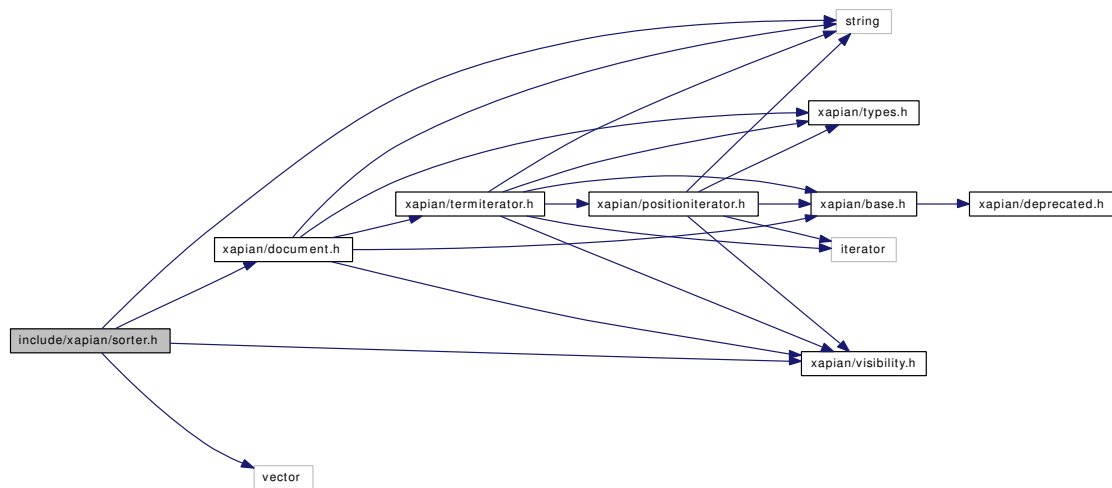 string
xapian/types.h
xapian/termiterator.h
xapian/positioniterator.h
xapian/base.h
xapian/deprecated.h
xapian/document.h
iterator
include/xapian/sorter.h
xapian/visibility.h
vector